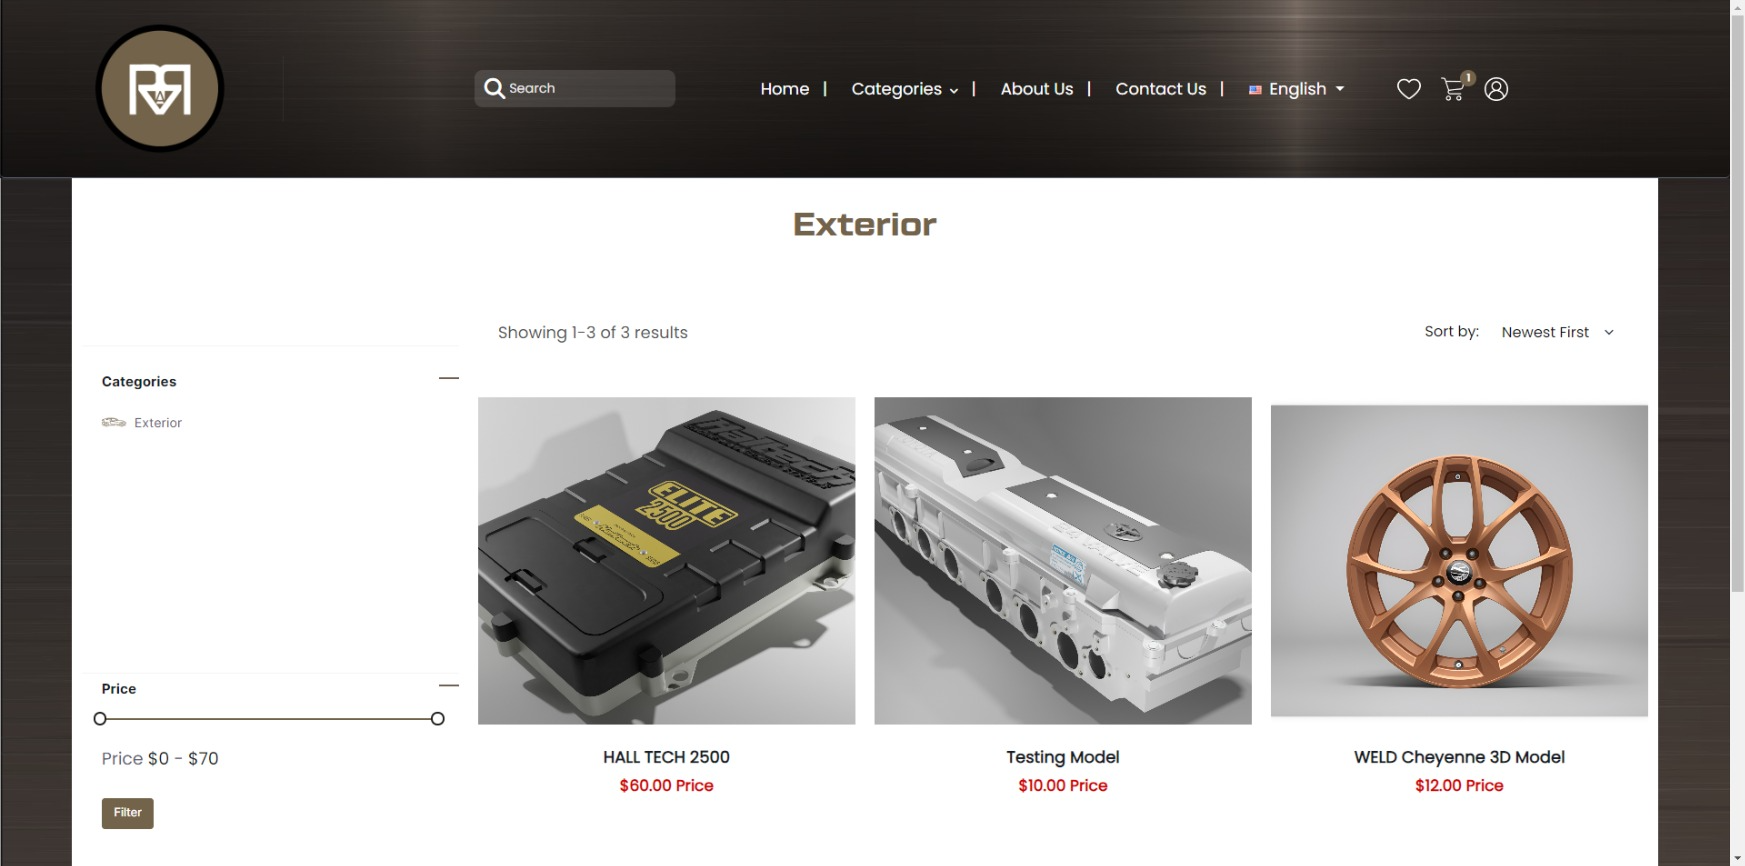 Search
Home | Categories | About Us | Contact Us | English
1
Exterior
Showing 1-3 of 3 results
Sort by: Newest First
Categories
Exterior
Price
Price $0 - $70
Filter
Haltech
ELITE
2500
HALL TECH 2500
$60.00 Price
Testing Model
$10.00 Price
WELD Cheyenne 3D Model
$12.00 Price